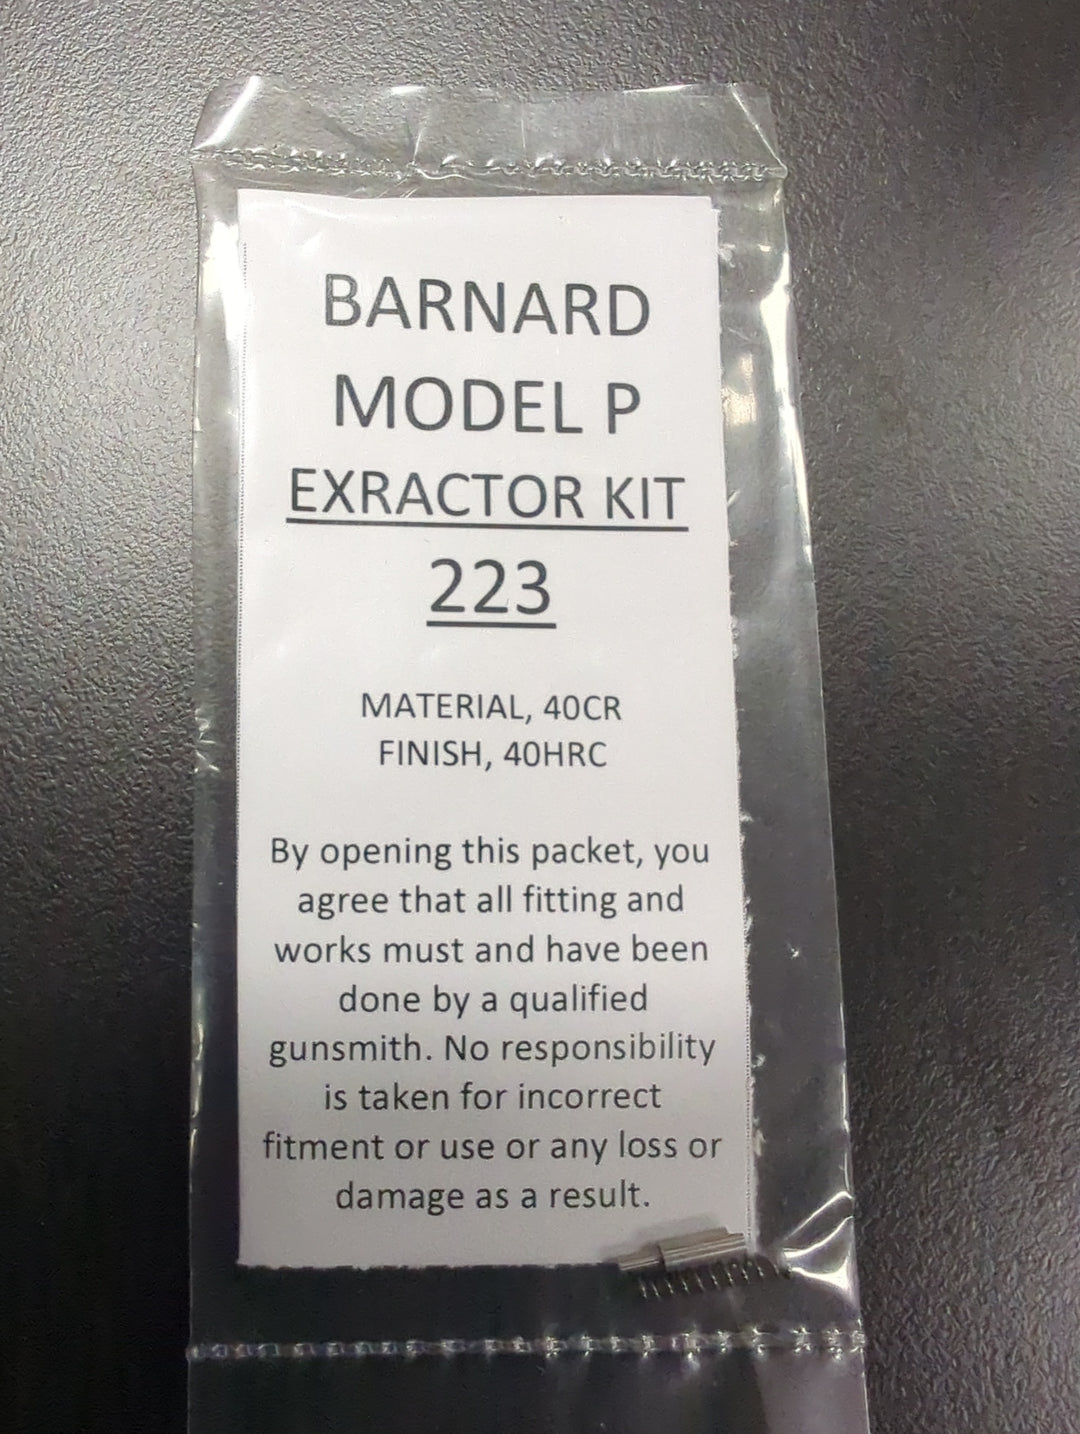 BARNARD
MODEL P
EXRACTOR KIT
223
MATERIAL, 40CR
FINISH, 40HRC
By opening this packet, you
agree that all fitting and
works must and have been
done by a qualified
gunsmith. No responsibility
is taken for incorrect
fitment or use or any loss or
damage as a result.